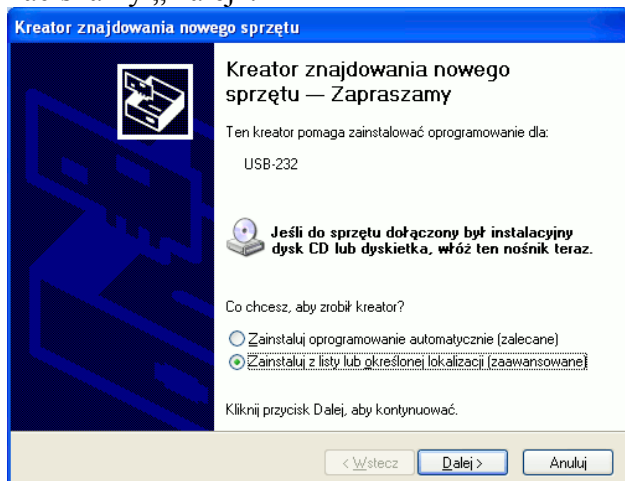 Kreator znajdowania nowego sprzętu
Kreator znajdowania nowego
sprzętu — Zapraszamy
Ten kreator pomaga zainstalować oprogramowanie dla:
USB-232
Jeśli do sprzętu dołączony był instalacyjny
dysk CD lub dyskietka, włóż ten nośnik teraz.
Co chcesz, aby zrobił kreator?
Zainstaluj oprogramowanie automatycznie (zalecane)
Zainstaluj z listy lub określonej lokalizacji (zaawansowane)
Kliknij przycisk Dalej, aby kontynuować.
< Wstecz
Dalej >
Anuluj